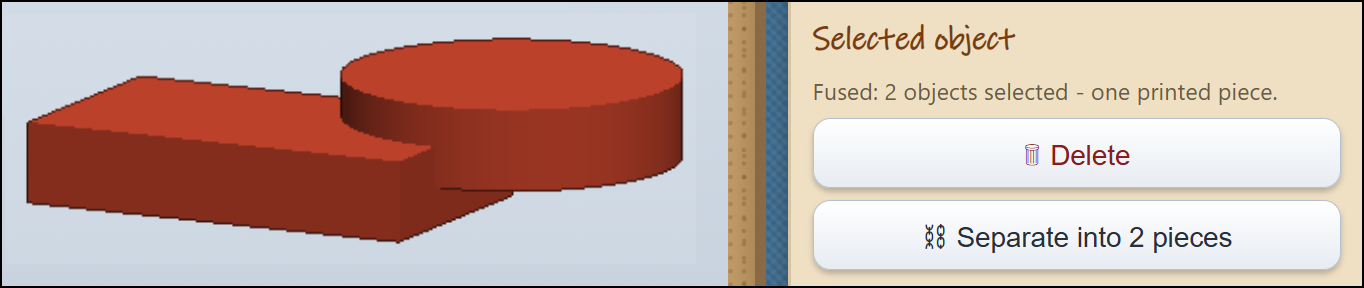 Selected object
Fused: 2 objects selected - one printed piece.
Delete
Separate into 2 pieces